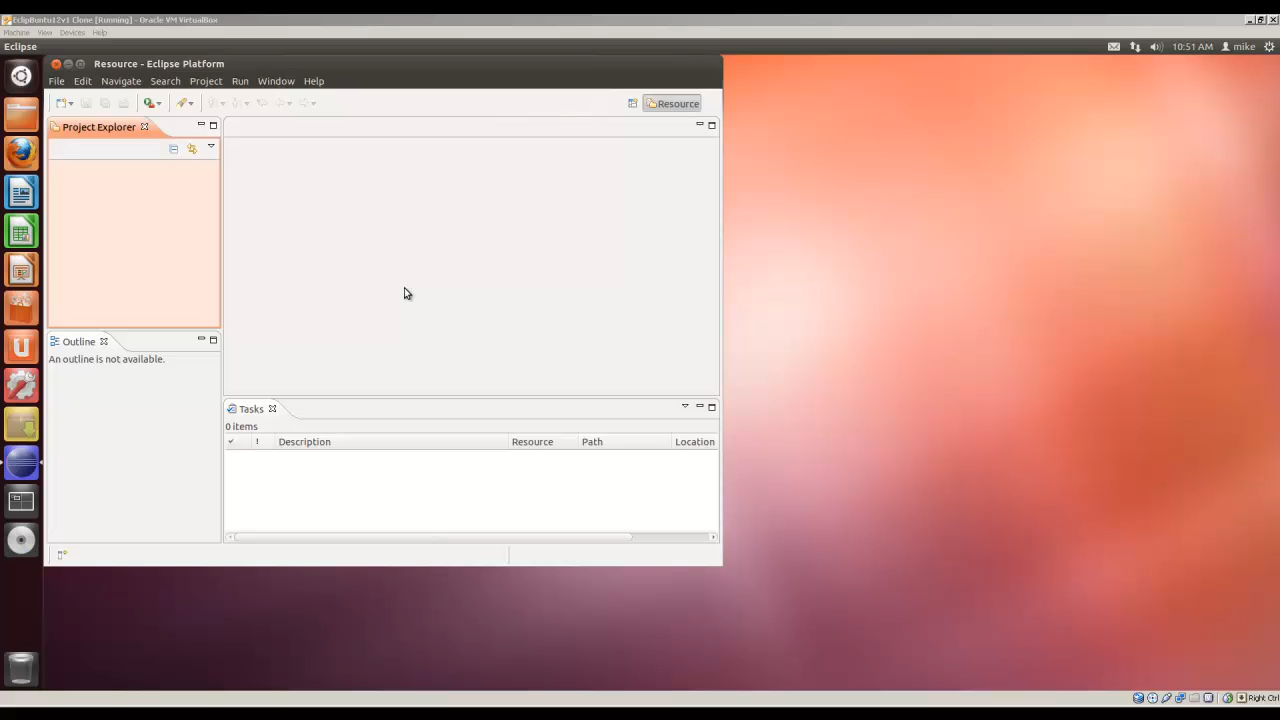 EclipBuntu12v1 Clone [Running] - Oracle VM VirtualBox
Machine View Devices Help
Eclipse 10:51 AM mike
Resource - Eclipse Platform
File Edit Navigate Search Project Run Window Help
Resource
Project Explorer
Outline
An outline is not available.
Tasks
0 items
! Description Resource Path Location
Right Ctrl